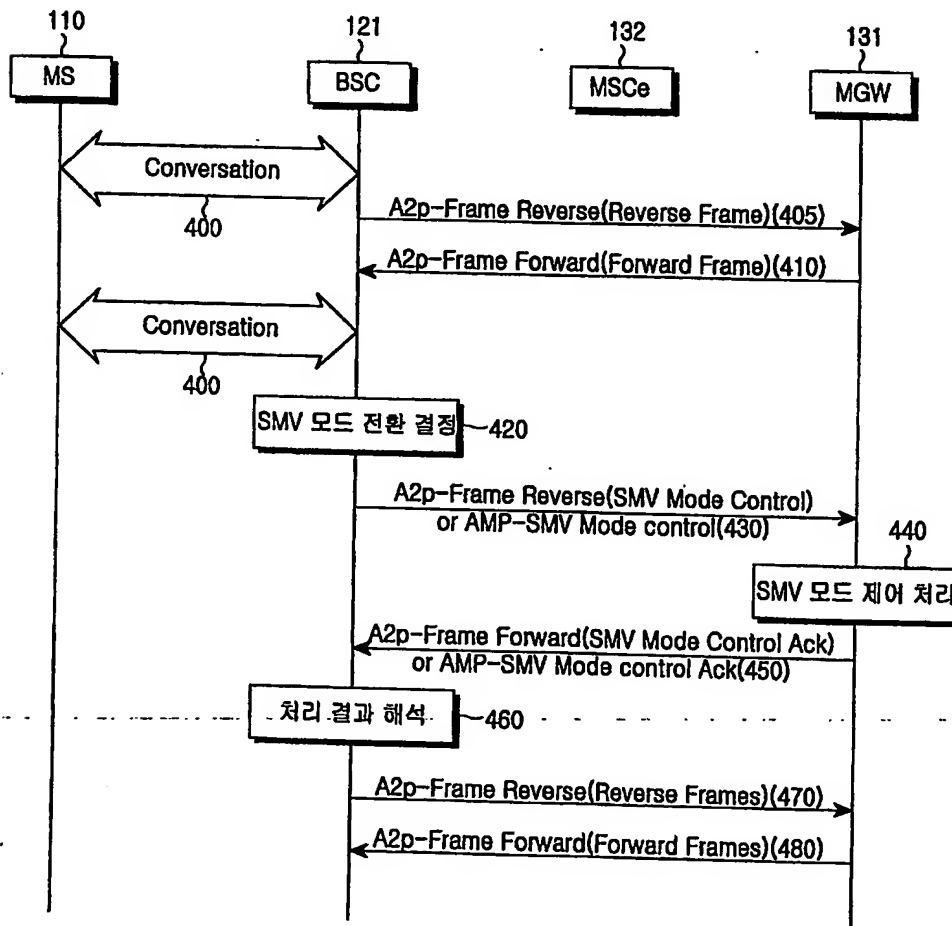 110
121
132
131
MS
BSC
MSCe
MGW
Conversation
400
A2p-Frame Reverse(Reverse Frame)(405)
A2p-Frame Forward(Forward Frame)(410)
Conversation
400
SMV 모드 전환 결정
420
A2p-Frame Reverse(SMV Mode Control)
or AMP-SMV Mode control(430)
440
SMV 모드 제어 처리
A2p-Frame Forward(SMV Mode Control Ack)
or AMP-SMV Mode control Ack(450)
처리 결과 해석
460
A2p-Frame Reverse(Reverse Frames)(470)
A2p-Frame Forward(Forward Frames)(480)